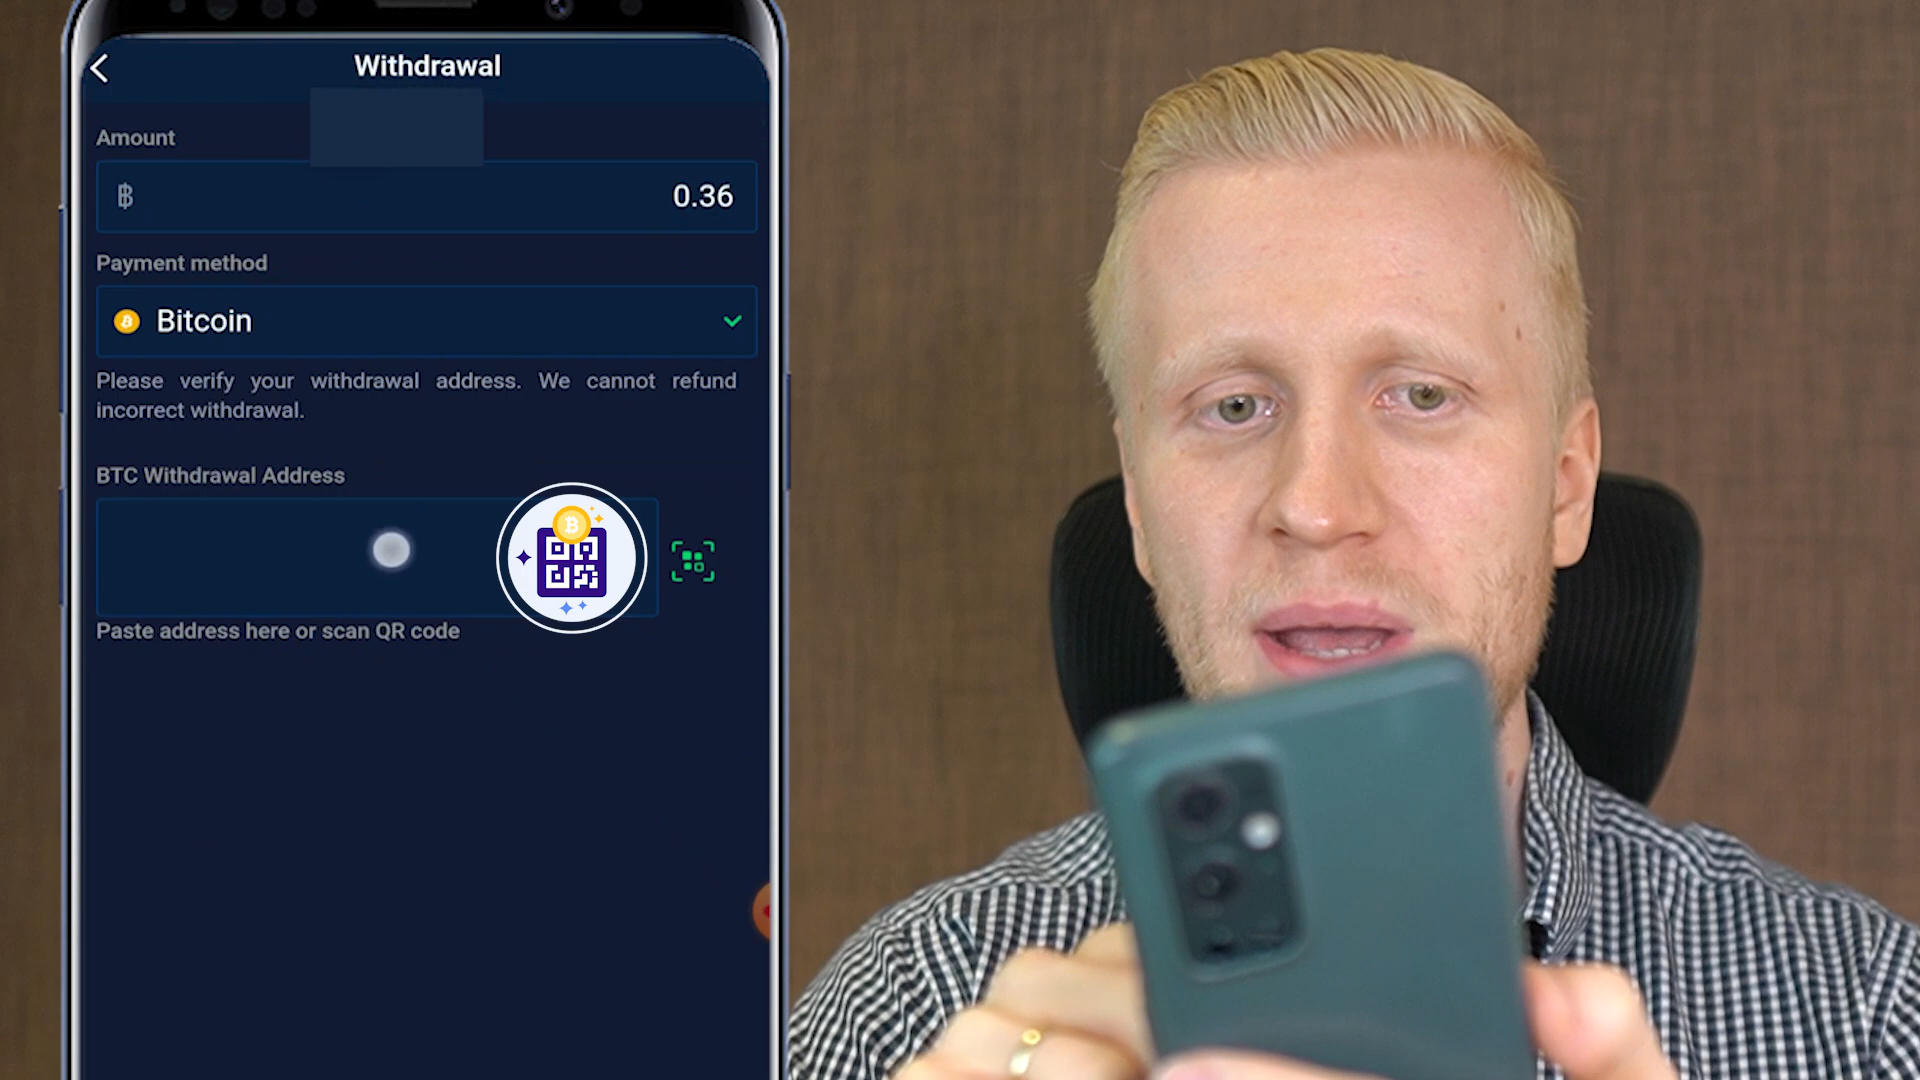 Withdrawal
Amount
฿ 0.36
Payment method
Bitcoin
Please verify your withdrawal address. We cannot refund
incorrect withdrawal.
BTC Withdrawal Address
Paste address here or scan QR code